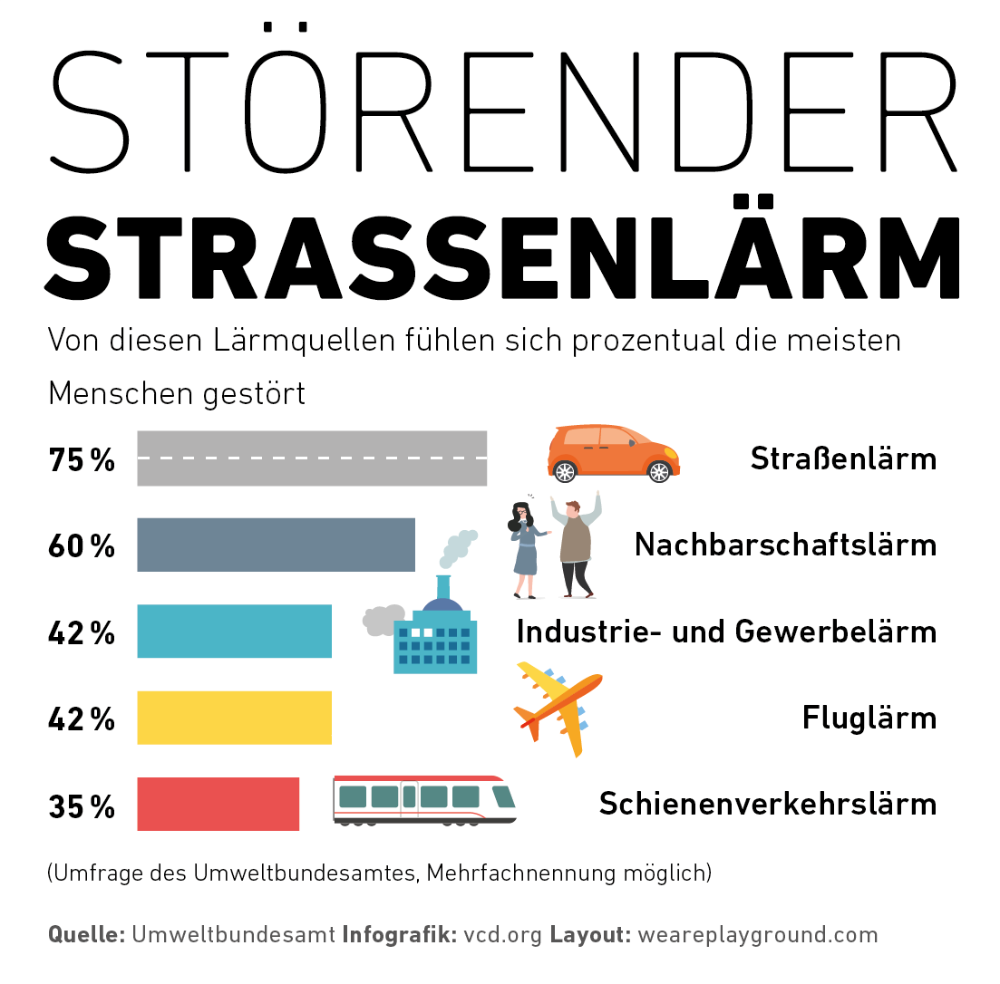 STÖRENDER
STRASSENLÄRM
Von diesen Lärmquellen fühlen sich prozentual die meisten
Menschen gestört
75 % Straßenlärm
60 % Nachbarschaftslärm
42 % Industrie- und Gewerbelärm
42 % Fluglärm
35 % Schienenverkehrslärm
(Umfrage des Umweltbundesamtes, Mehrfachnennung möglich)
Quelle: Umweltbundesamt Infografik: vcd.org Layout: weareplayground.com